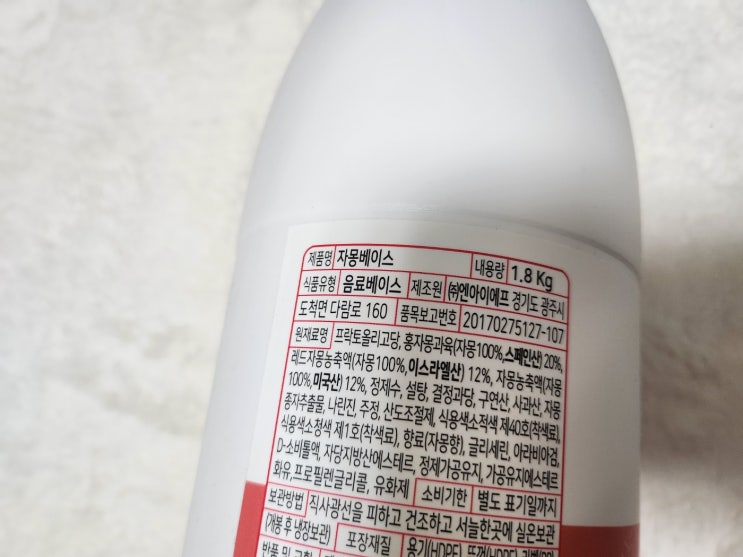 제품명 자몽베이스 내용량 1.8 Kg
식품유형 음료베이스 제조원 ㈜엔아이에프 경기도 광주시
도척면 다람로 160 품목보고번호 20170275127-107
원재료명 프락토올리고당, 홍자몽과육(자몽100%,스페인산) 20%,
레드자몽농축액(자몽100%,이스라엘산) 12%, 자몽농축액(자몽
100%,미국산) 12%, 정제수, 설탕, 결정과당, 구연산, 사과산, 자몽
종자추출물, 나린진, 주정, 산도조절제, 식용색소적색 제40호(착색료),
식용색소청색 제1호(착색료), 향료(자몽향), 글리세린, 아라비아검,
D-소비톨액, 자당지방산에스테르, 정제가공유지, 가공유지에스테르
화유,프로필렌글리콜, 유화제 소비기한 별도 표기일까지
보관방법 직사광선을 피하고 건조하고 서늘한곳에 실온보관
(개봉 후 냉장보관) 포장재질 용기(HDPE), 뚜껑(HDPE)
반품 및 교환